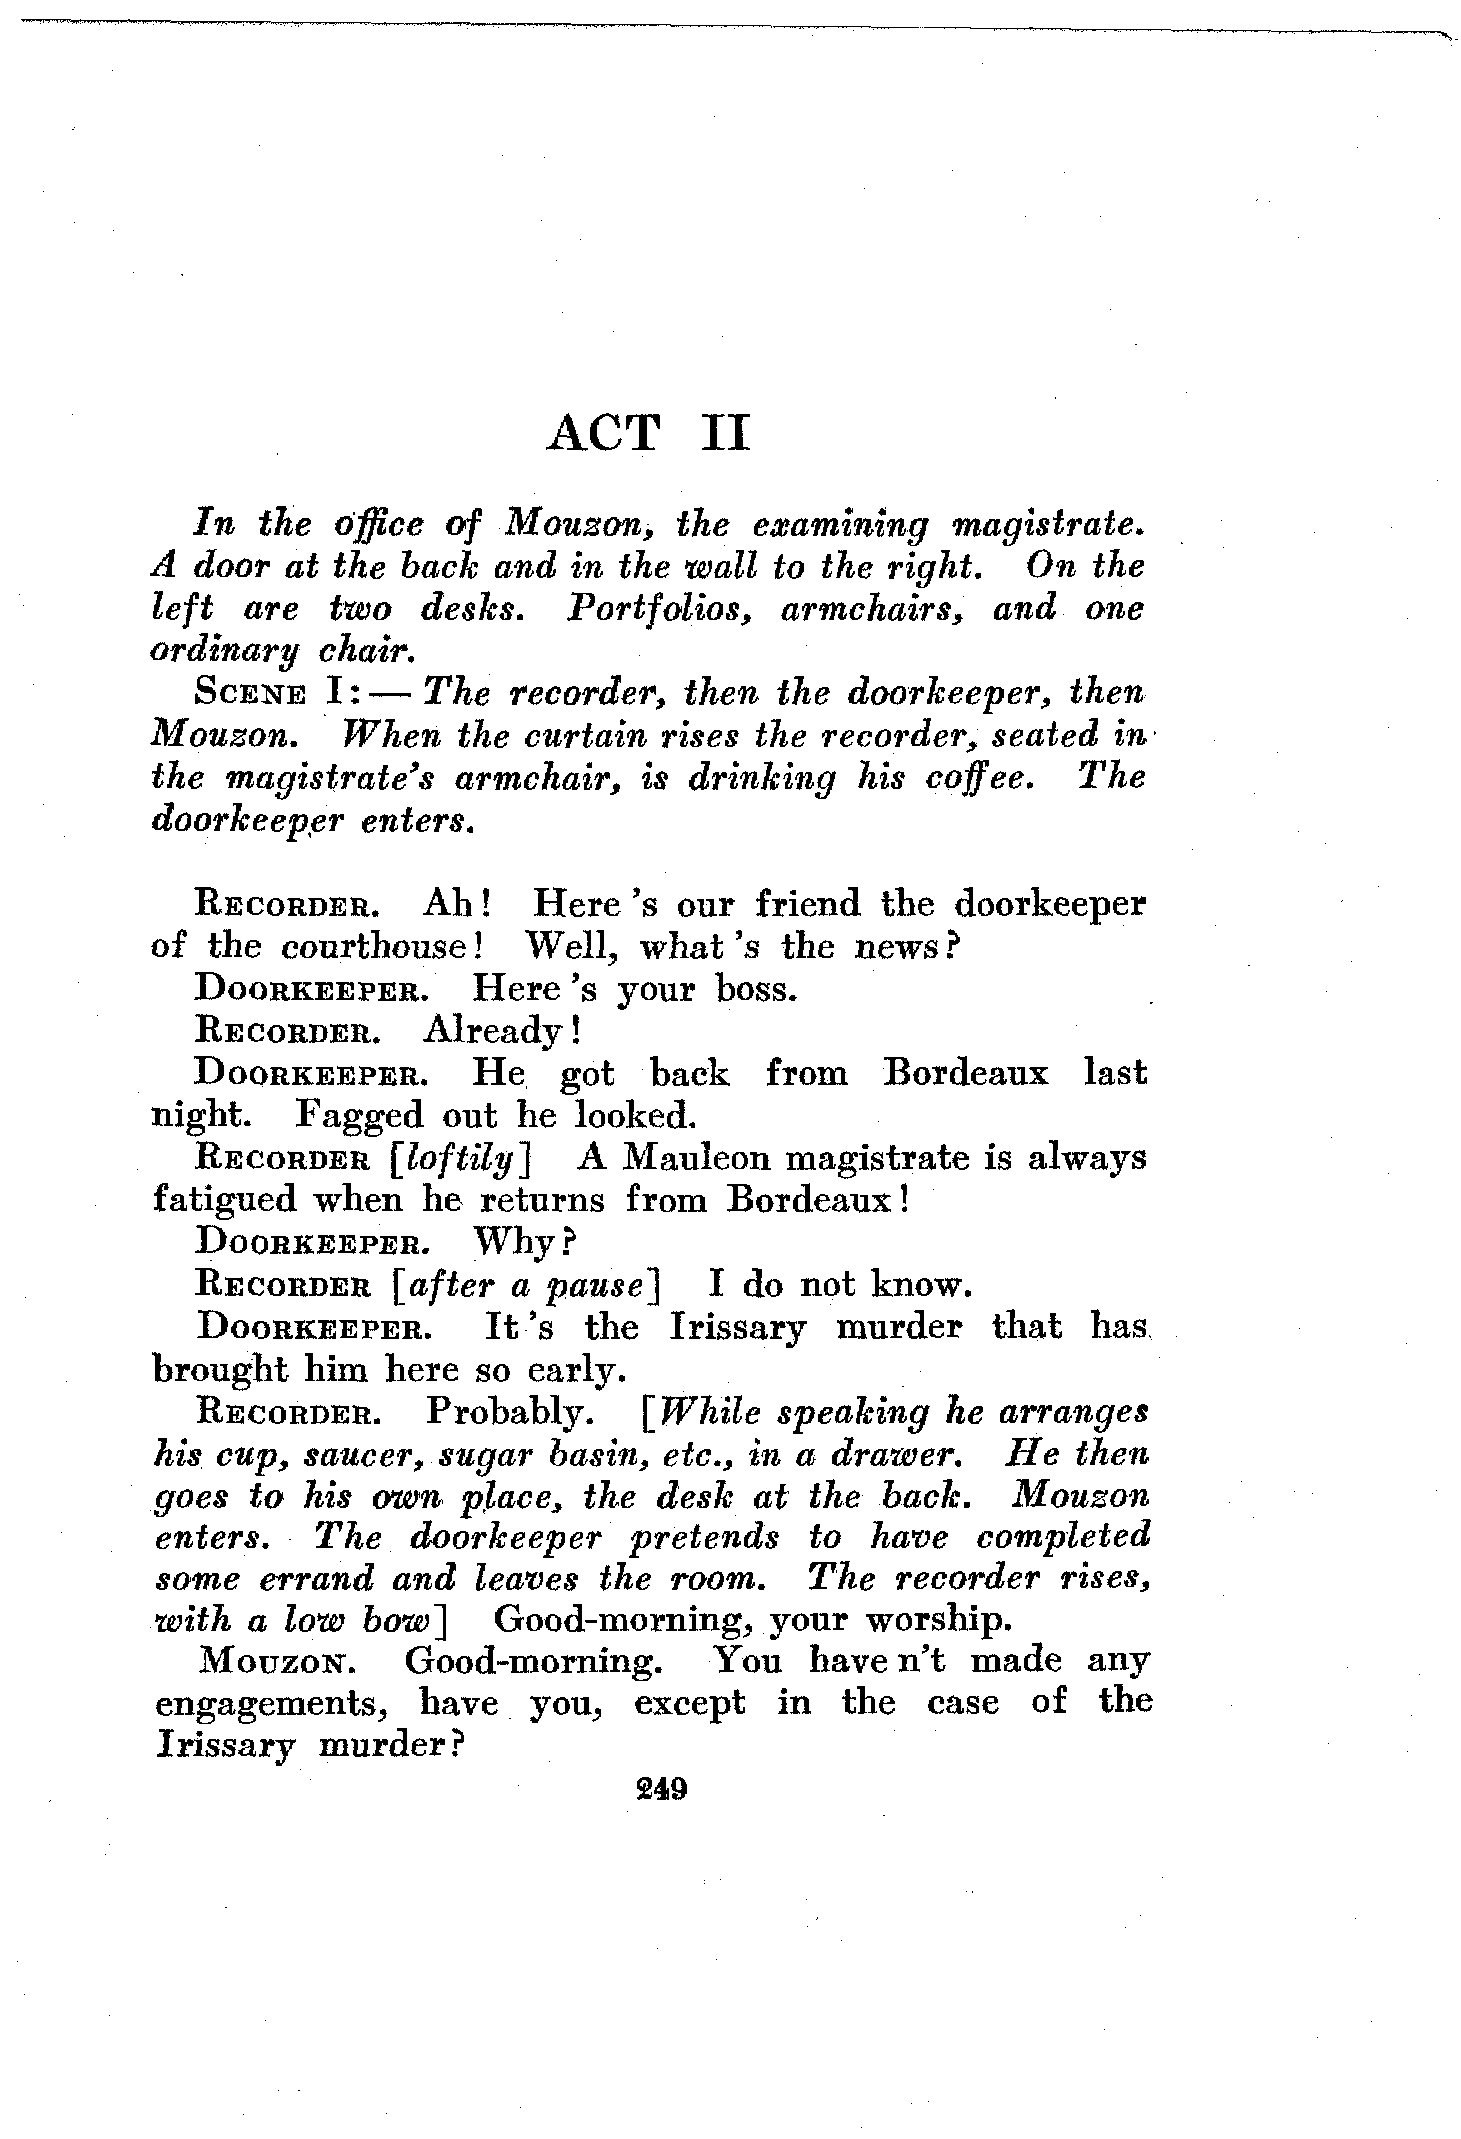 ACT II
In the office of Mouzon, the examining magistrate.
A door at the back and in the wall to the right. On the
left are two desks. Portfolios, armchairs, and one
ordinary chair.
SCENE I:— The recorder, then the doorkeeper, then
Mouzon. When the curtain rises the recorder, seated in
the magistrate's armchair, is drinking his coffee. The
doorkeeper enters.
RECORDER. Ah! Here's our friend the doorkeeper
of the courthouse! Well, what's the news?
DOORKEEPER. Here's your boss.
RECORDER. Already!
DOORKEEPER. He got back from Bordeaux last
night. Fagged out he looked.
RECORDER [loftily] A Mauleon magistrate is always
fatigued when he returns from Bordeaux!
DOORKEEPER. Why?
RECORDER [after a pause] I do not know.
DOORKEEPER. It's the Irissary murder that has
brought him here so early.
RECORDER. Probably. [While speaking he arranges
his cup, saucer, sugar basin, etc., in a drawer. He then
goes to his own place, the desk at the back. Mouzon
enters. The doorkeeper pretends to have completed
some errand and leaves the room. The recorder rises,
with a low bow] Good-morning, your worship.
MOUZON. Good-morning. You haven't made any
engagements, have you, except in the case of the
Irissary murder?
249